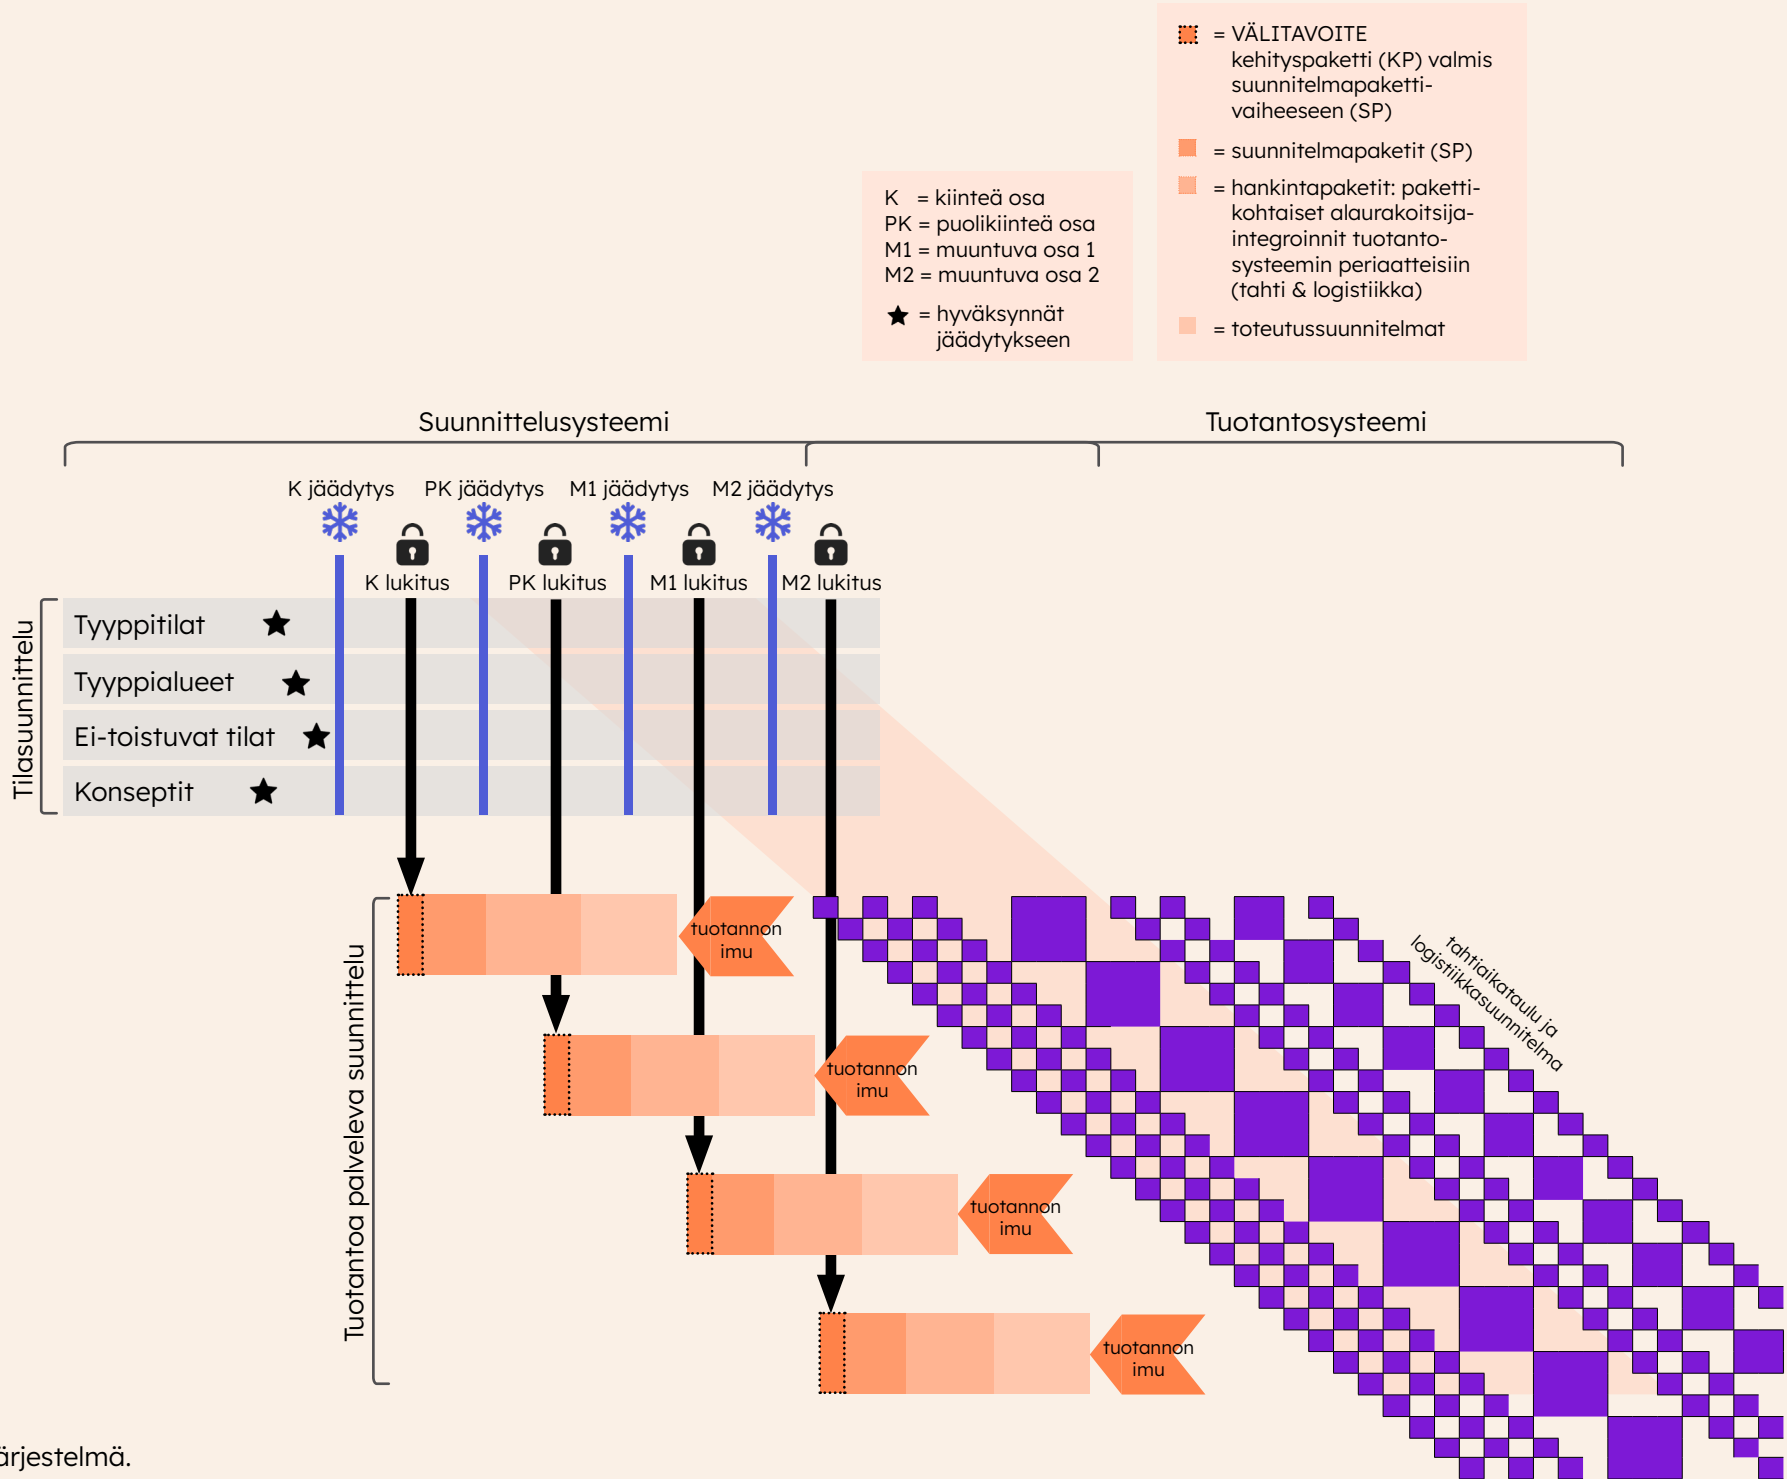 = VÄLITAVOITE
kehityspaketti (KP) valmis
suunnitelmapaketti-
vaiheeseen (SP)
= suunnitelmapaketit (SP)
= hankintapaketit: paketti-
kohtaiset alaurakoitsija-
integroinnit tuotanto-
systeemin periaatteisiin
(tahti & logistiikka)
= toteutussuunnitelmat
K = kiinteä osa
PK = puolikiinteä osa
M1 = muuntuva osa 1
M2 = muuntuva osa 2
= hyväksynnät
jäädytykseen
Suunnittelusysteemi
Tuotantosysteemi
K jäädytys
PK jäädytys
M1 jäädytys
M2 jäädytys
K lukitus
PK lukitus
M1 lukitus
M2 lukitus
Tilasuunnittelu
Tyyppitilat
Tyyppialueet
Ei-toistuvat tilat
Konseptit
Tuotantoa palveleva suunnittelu
tuotannon
imu
tuotannon
imu
tuotannon
imu
tuotannon
imu
tahtiaikataulu ja
logistiikkasuunnitelma
ärjestelmä.